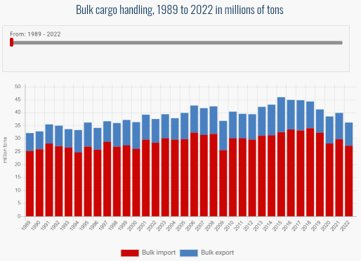 Bulk cargo handling, 1989 to 2022 in millions of tons
From: 1989 - 2022
50
45
40
35
30
25
20
15
10
5
0
million tons
1989 1990 1991 1992 1993 1994 1995 1996 1997 1998 1999 2000 2001 2002 2003 2004 2005 2006 2007 2008 2009 2010 2011 2012 2013 2014 2015 2016 2017 2018 2019 2020 2021 2022
Bulk import Bulk export